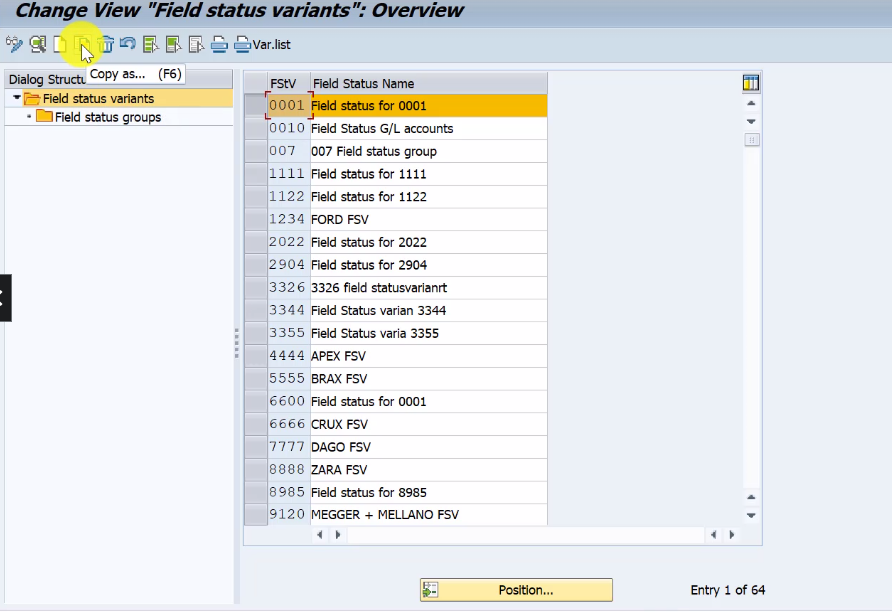 Change View "Field status variants": Overview
Var.list
Copy as... (F6)
Dialog Structu
Field status variants
Field status groups
FStV Field Status Name
0001 Field status for 0001
0010 Field Status G/L accounts
007 007 Field status group
1111 Field status for 1111
1122 Field status for 1122
1234 FORD FSV
2022 Field status for 2022
2904 Field status for 2904
3326 3326 field statusvarianrt
3344 Field Status varian 3344
3355 Field Status varia 3355
4444 APEX FSV
5555 BRAX FSV
6600 Field status for 0001
6666 CRUX FSV
7777 DAGO FSV
8888 ZARA FSV
8985 Field status for 8985
9120 MEGGER + MELLANO FSV
Position... Entry 1 of 64